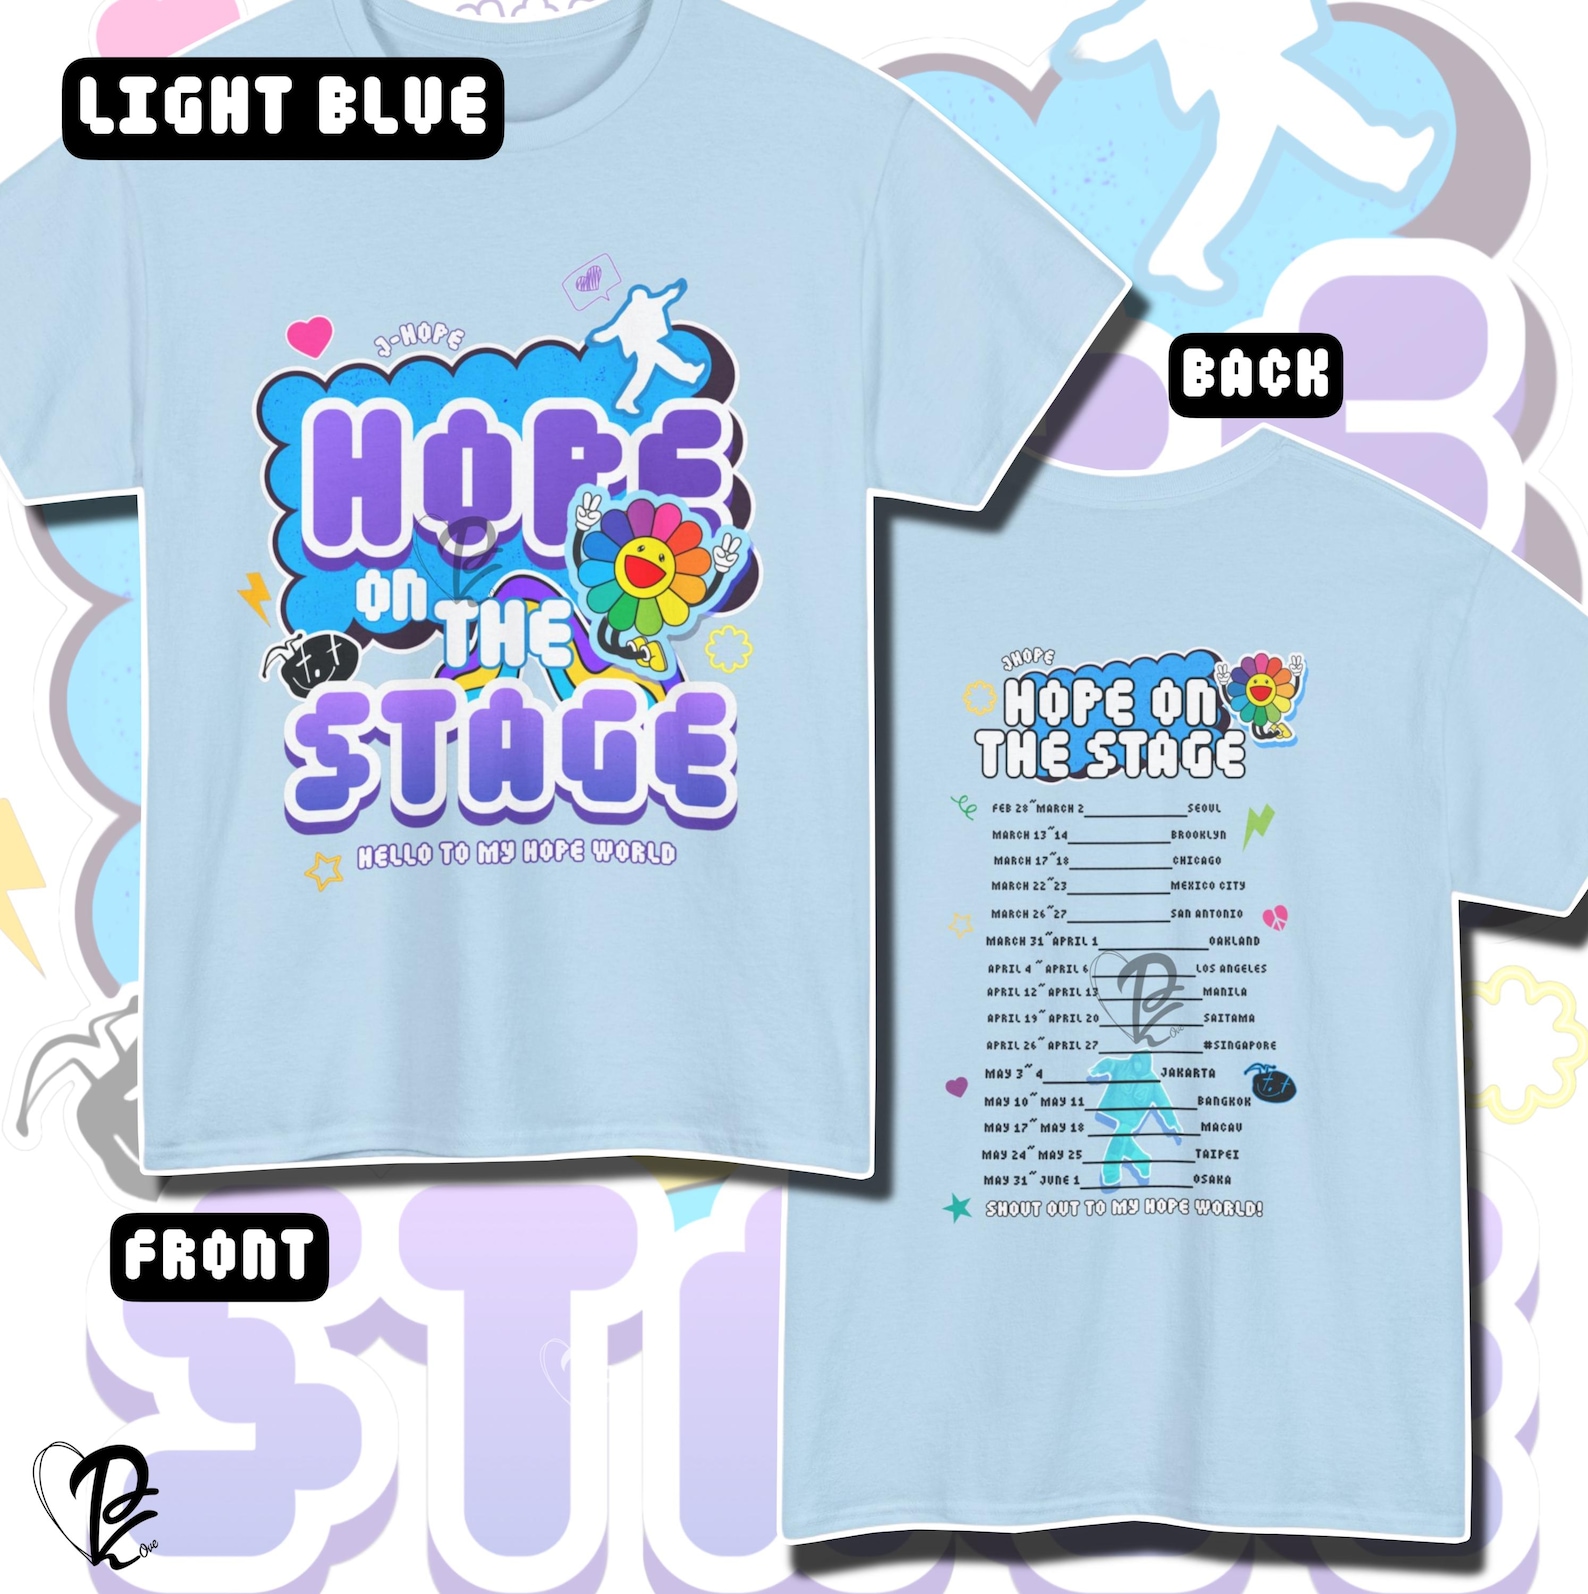 LIGHT BLUE
J-HOPE
HOPE
ON
THE
STAGE
HELLO TO MY HOPE WORLD
FRONT
BACK
JHOPE
HOPE ON
THE STAGE
FEB 28~MARCH 2 SEOUL
MARCH 13~14 BROOKLYN
MARCH 17~18 CHICAGO
MARCH 22~23 MEXICO CITY
MARCH 26~27 SAN ANTONIO
MARCH 31~APRIL 1 OAKLAND
APRIL 4~APRIL 6 LOS ANGELES
APRIL 12~APRIL 13 MANILA
APRIL 19~APRIL 20 SAITAMA
APRIL 26~APRIL 27 #SINGAPORE
MAY 3~4 JAKARTA
MAY 10~MAY 11 BANGKOK
MAY 17~MAY 18 MACAU
MAY 24~MAY 25 TAIPEI
MAY 31~JUNE 1 OSAKA
SHOUT OUT TO MY HOPE WORLD!